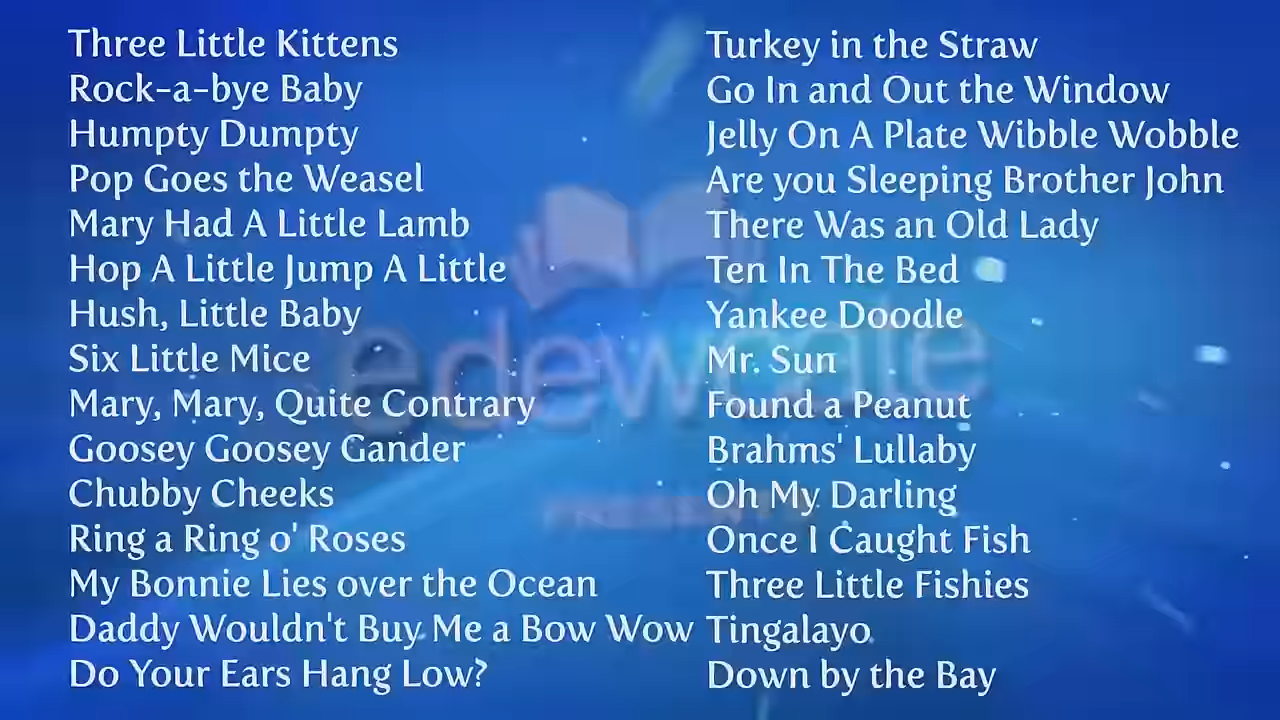 Three Little Kittens
Rock-a-bye Baby
Humpty Dumpty
Pop Goes the Weasel
Mary Had A Little Lamb
Hop A Little Jump A Little
Hush, Little Baby
Six Little Mice
Mary, Mary, Quite Contrary
Goosey Goosey Gander
Chubby Cheeks
Ring a Ring o' Roses
My Bonnie Lies over the Ocean
Daddy Wouldn't Buy Me a Bow Wow
Do Your Ears Hang Low?
Turkey in the Straw
Go In and Out the Window
Jelly On A Plate Wibble Wobble
Are you Sleeping Brother John
There Was an Old Lady
Ten In The Bed
Yankee Doodle
Mr. Sun
Found a Peanut
Brahms' Lullaby
Oh My Darling
Once I Caught Fish
Three Little Fishies
Tingalayo
Down by the Bay